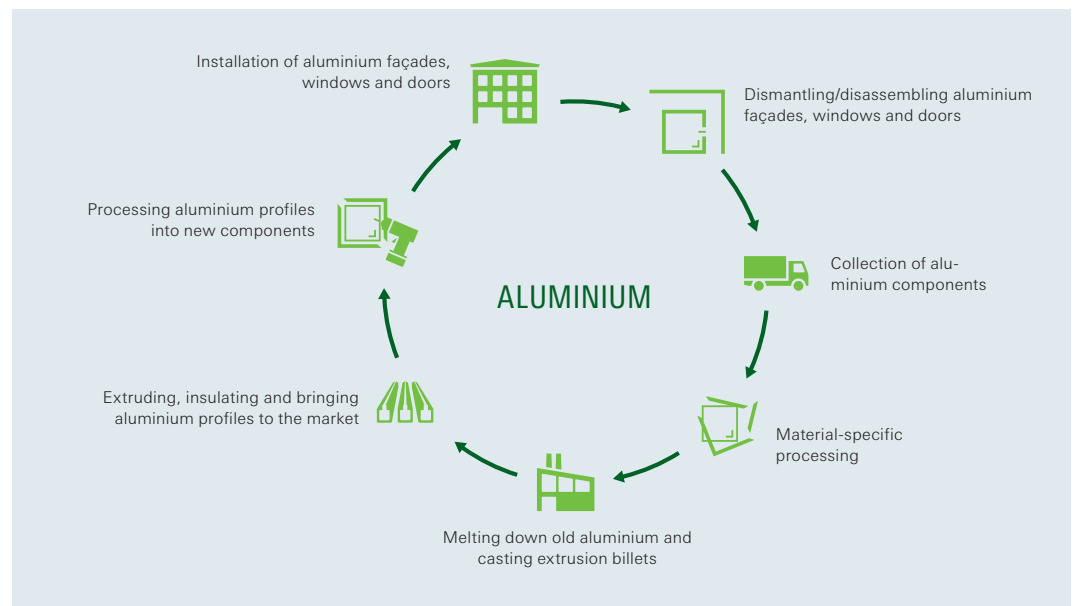 Installation of aluminium façades,
windows and doors
Dismantling/disassembling aluminium
façades, windows and doors
Collection of alu-
minium components
Material-specific
processing
Melting down old aluminium and
casting extrusion billets
Extruding, insulating and bringing
aluminium profiles to the market
Processing aluminium profiles
into new components
ALUMINIUM